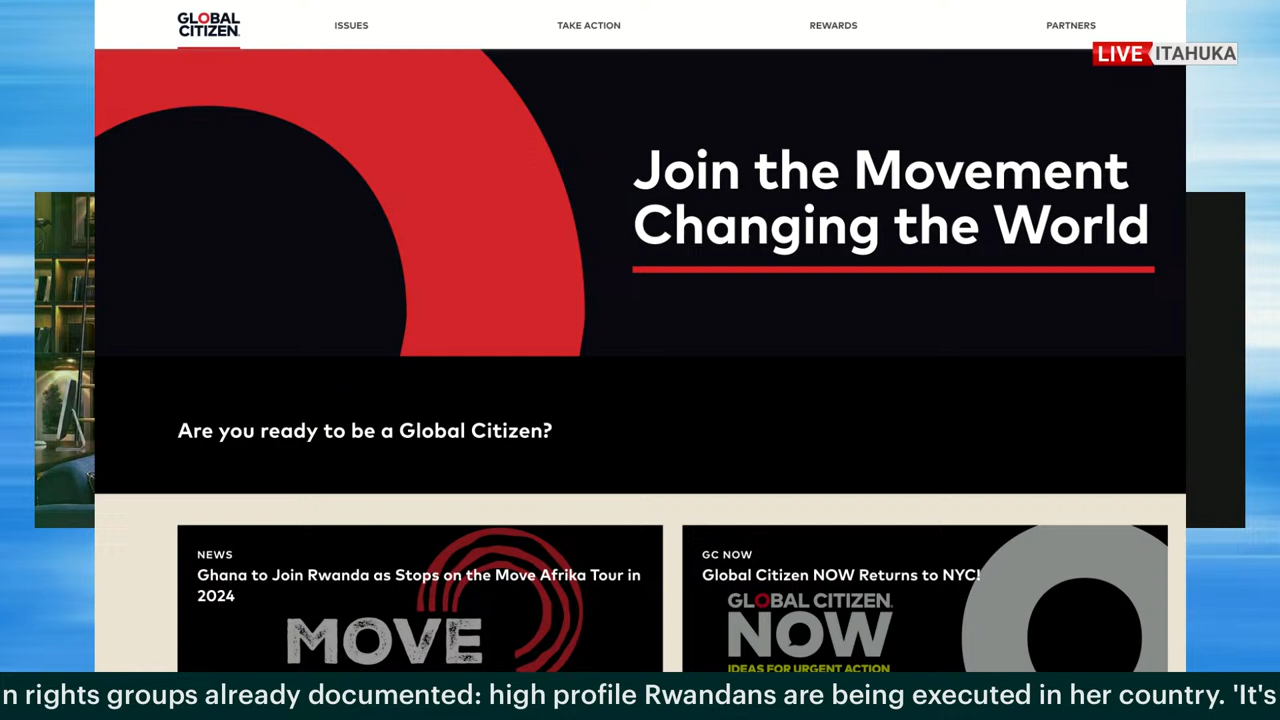 GLOBAL
CITIZEN.
ISSUES
TAKE ACTION
REWARDS
PARTNERS
LIVE ITAHUKA
Join the Movement
Changing the World
Are you ready to be a Global Citizen?
NEWS
Ghana to Join Rwanda as Stops on the Move Afrika Tour in
2024
MOVE
GC NOW
Global Citizen NOW Returns to NYC!
GLOBAL CITIZEN.
NOW
IDEAS FOR URGENT ACTION
n rights groups already documented: high profile Rwandans are being executed in her country. 'It's